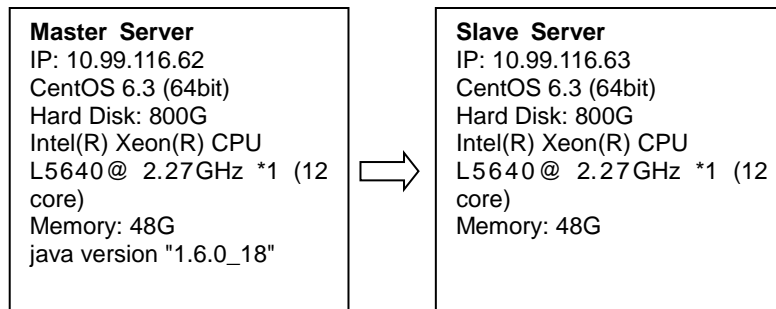 Master Server
IP: 10.99.116.62
CentOS 6.3 (64bit)
Hard Disk: 800G
Intel(R) Xeon(R) CPU
L5640@ 2.27GHz *1 (12
core)
Memory: 48G
java version "1.6.0_18"
Slave Server
IP: 10.99.116.63
CentOS 6.3 (64bit)
Hard Disk: 800G
Intel(R) Xeon(R) CPU
L5640@ 2.27GHz *1 (12
core)
Memory: 48G